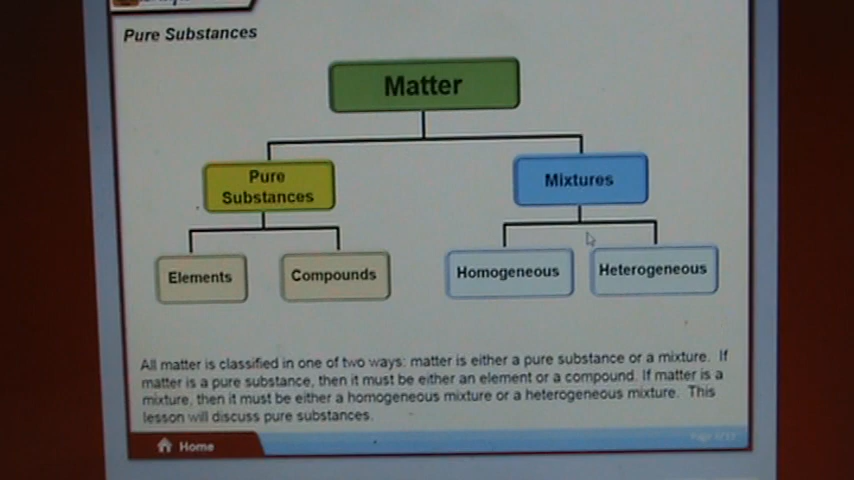 Pure Substances
Matter
Pure
Substances
Mixtures
Elements
Compounds
Homogeneous
Heterogeneous
All matter is classified in one of two ways: matter is either a pure substance or a mixture. If
matter is a pure substance, then it must be either an element or a compound. If matter is a
mixture, then it must be either a homogeneous mixture or a heterogeneous mixture. This
lesson will discuss pure substances.
Home
Page